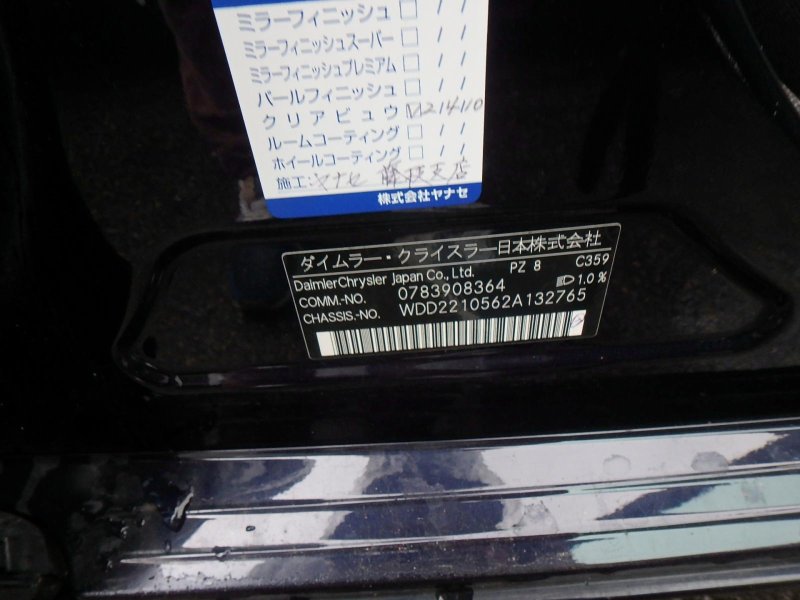 ミラーフィニッシュ □ / /
ミラーフィニッシュスーパー □ / /
ミラーフィニッシュプレミアム □ / /
パールフィニッシュ □ / /
クリアビュウ
ルームコーティング □ / /
ホイールコーティング □ / /
施工:ヤナセ 支店
株式会社ヤナセ
ダイムラー・クライスラー日本株式会社
DaimlerChrysler Japan Co., Ltd. PZ 8 C359
COMM.-NO. 0783908364 1.0 %
CHASSIS.-NO. WDD2210562A132765